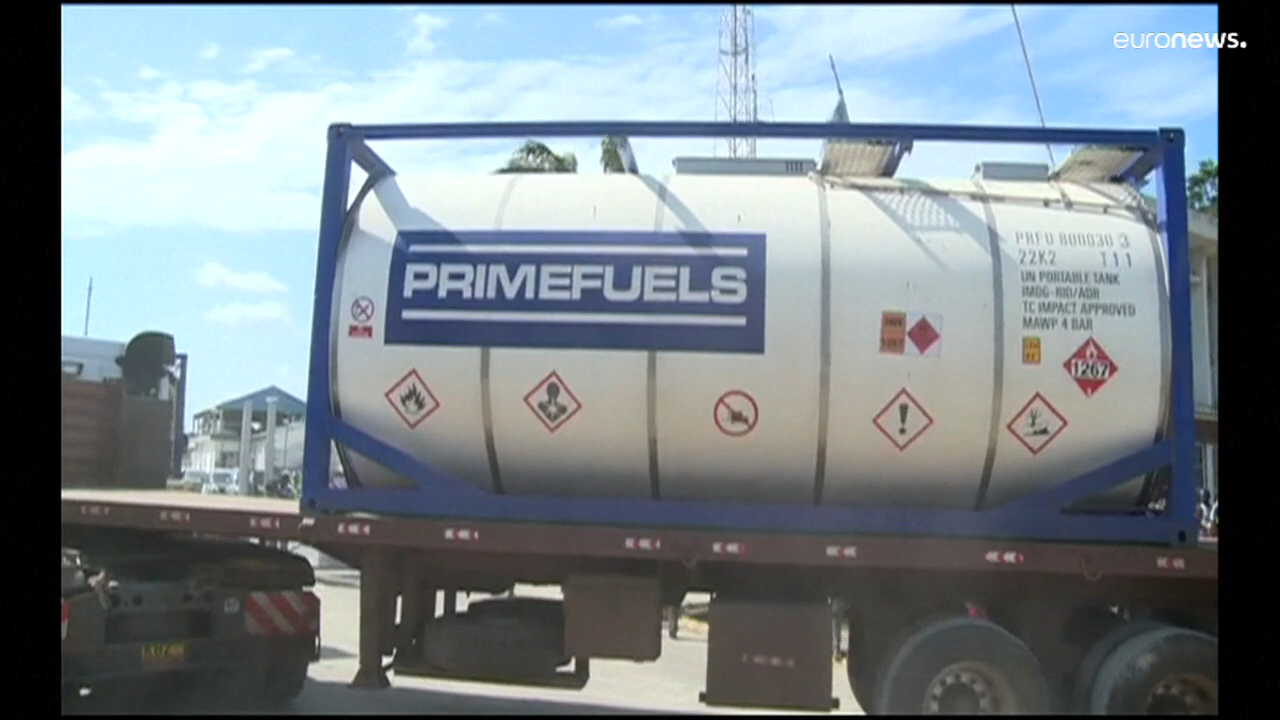 euronews.
PRIMEFUELS
PRFU 800030 3
22K2 T11
UN PORTABLE TANK
IMDG-RID/ADR
TC IMPACT APPROVED
MAWP 4 BAR
1267
1267